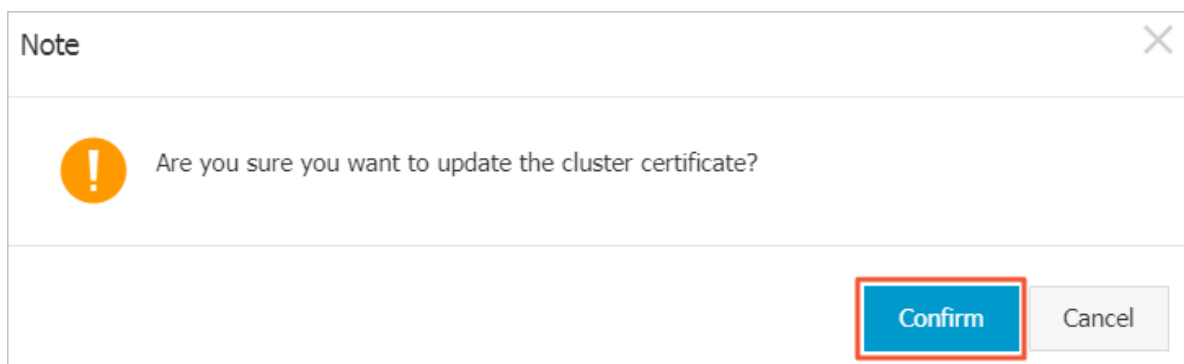 Note
Are you sure you want to update the cluster certificate?
Confirm
Cancel